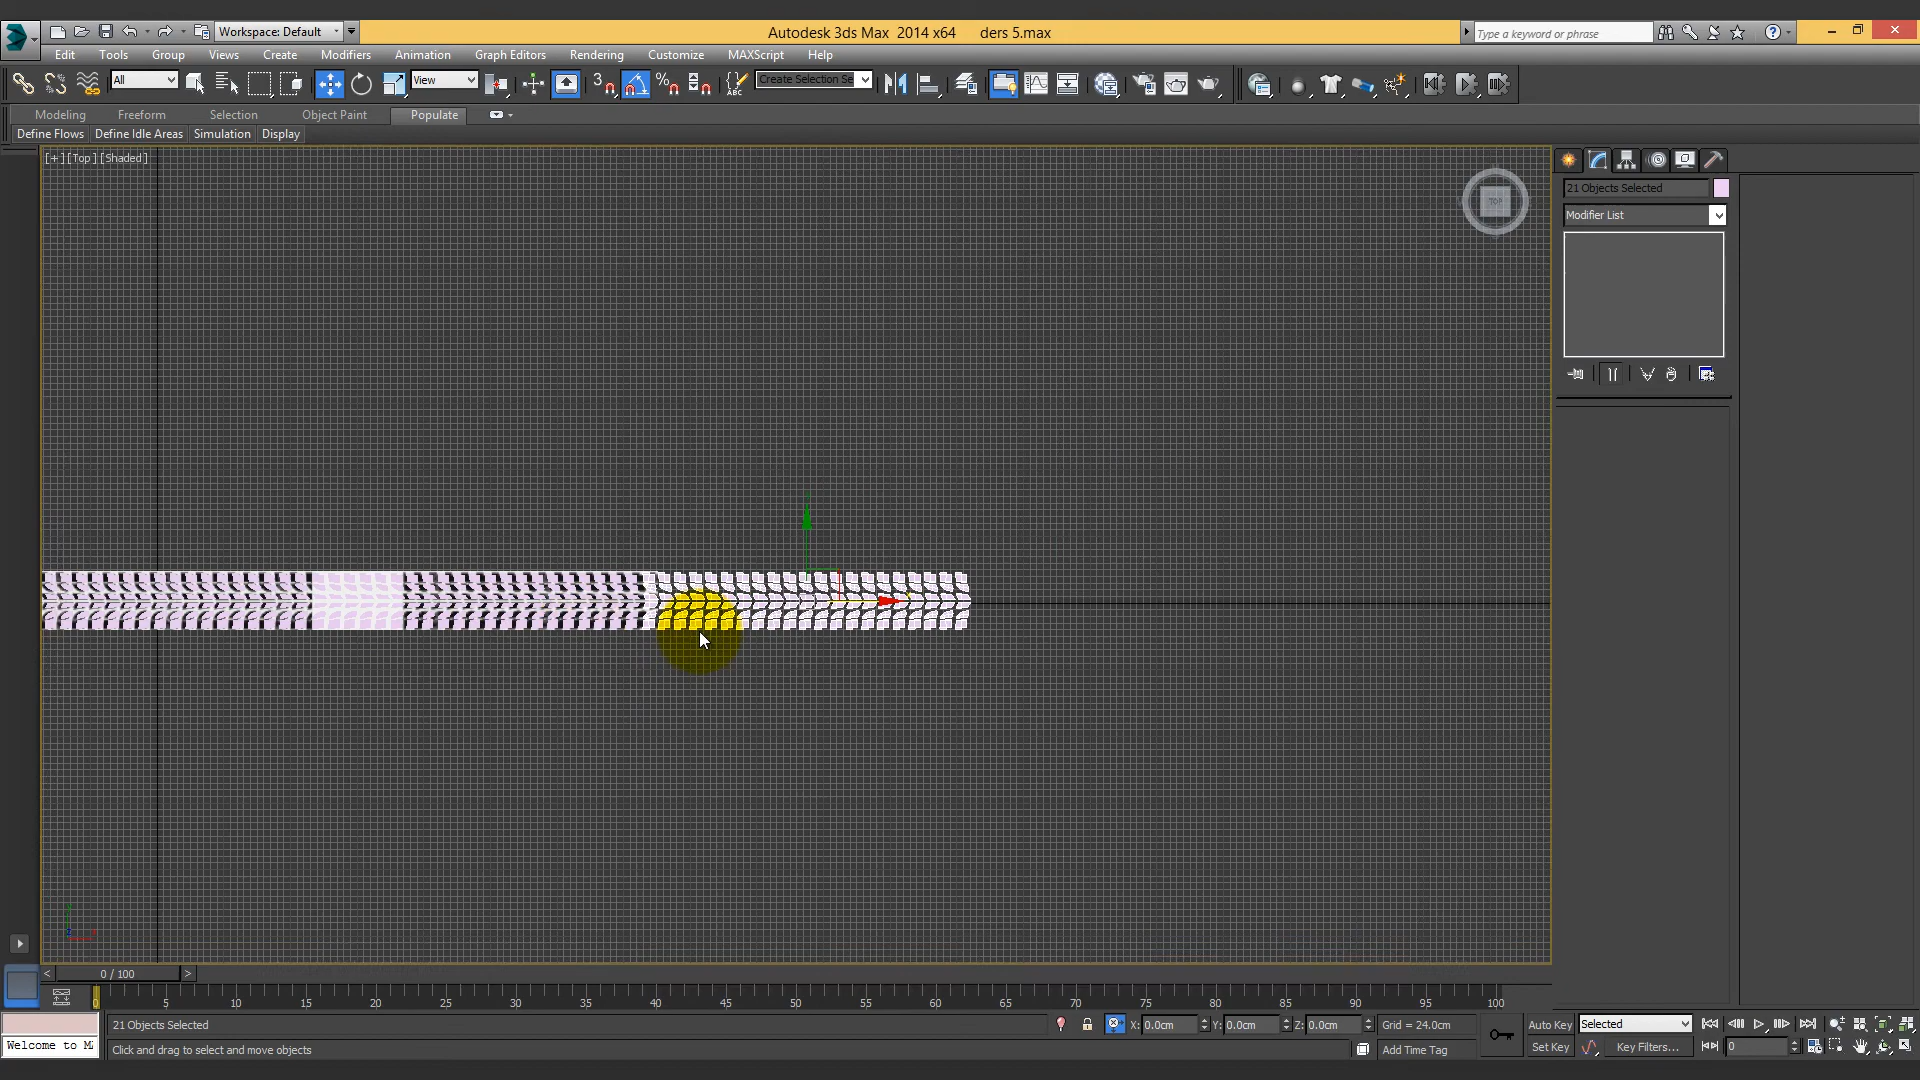 Workspace: Default
Autodesk 3ds Max 2014 x64 ders 5.max
Type a keyword or phrase
Edit Tools Group Views Create Modifiers Animation Graph Editors Rendering Customize MAXScript Help
All View Create Selection Se
Modeling Freeform Selection Object Paint Populate
Define Flows Define Idle Areas Simulation Display
[+][Top][Shaded]
TOP
21 Objects Selected
Modifier List
0 / 100
0 5 10 15 20 25 30 35 40 45 50 55 60 65 70 75 80 85 90 95 100
21 Objects Selected X: 0.0cm Y: 0.0cm Z: 0.0cm Grid = 24.0cm Auto Key Selected
Welcome to M Click and drag to select and move objects Add Time Tag Set Key Key Filters... 0